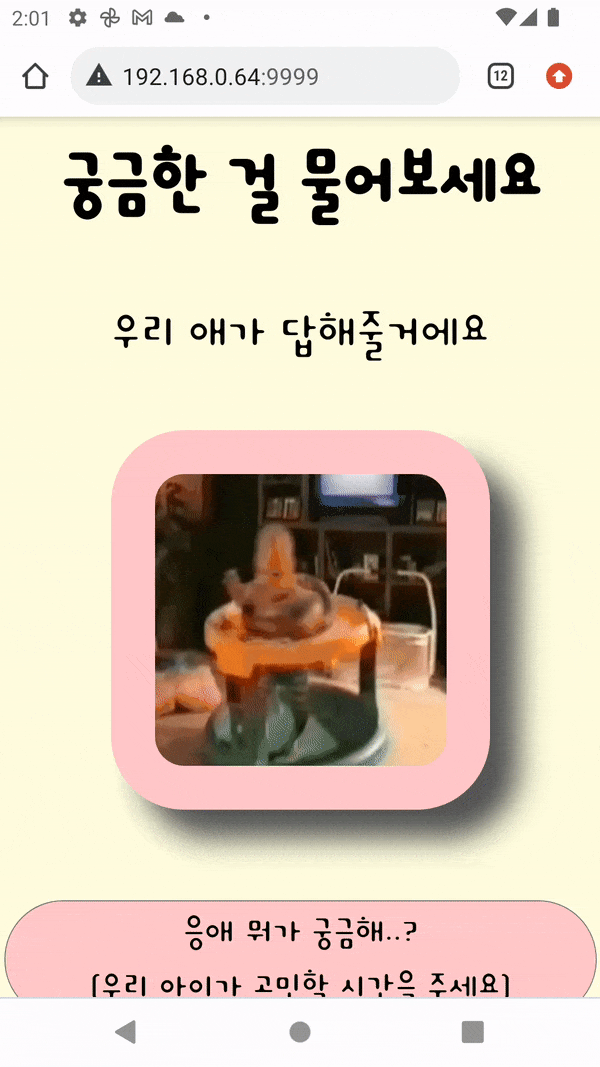 2:01
192.168.0.64:9999
12
궁금한 걸 물어보세요
우리 애가 답해줄거에요
응애 뭐가 궁금해..?
(우리 아이가 고민할 시간을 주세요)